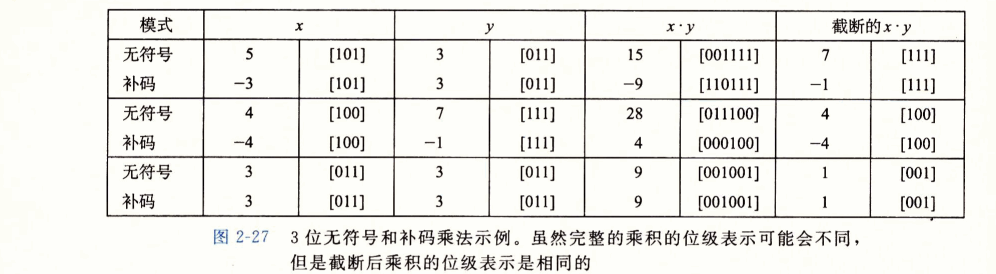 模式 x y x·y 截断的x·y
无符号 5 [101] 3 [011] 15 [001111] 7 [111]
补码 −3 [101] 3 [011] −9 [110111] −1 [111]
无符号 4 [100] 7 [111] 28 [011100] 4 [100]
补码 −4 [100] −1 [111] 4 [000100] −4 [100]
无符号 3 [011] 3 [011] 9 [001001] 1 [001]
补码 3 [011] 3 [011] 9 [001001] 1 [001]
图 2-27 3 位无符号和补码乘法示例。虽然完整的乘积的位级表示可能会不同，
但是截断后乘积的位级表示是相同的